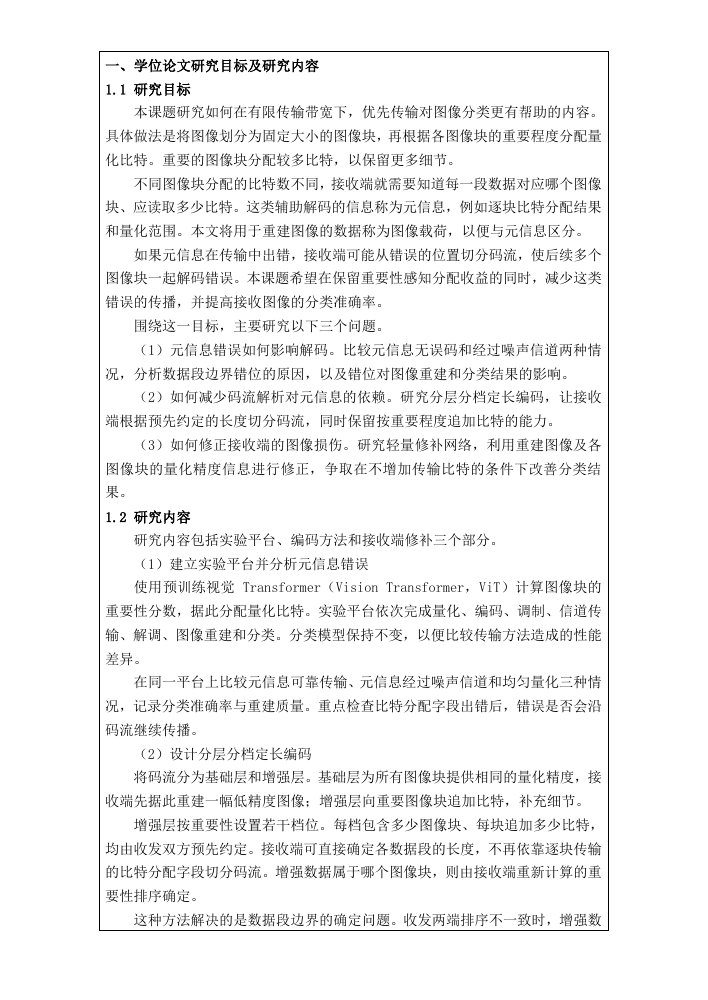 一、学位论文研究目标及研究内容
1.1 研究目标
本课题研究如何在有限传输带宽下，优先传输对图像分类更有帮助的内容。
具体做法是将图像划分为固定大小的图像块，再根据各图像块的重要程度分配量
化比特。重要的图像块分配较多比特，以保留更多细节。
不同图像块分配的比特数不同，接收端就需要知道每一段数据对应哪个图像
块、应读取多少比特。这类辅助解码的信息称为元信息，例如逐块比特分配结果
和量化范围。本文将用于重建图像的数据称为图像载荷，以便与元信息区分。
如果元信息在传输中出错，接收端可能从错误的位置切分码流，使后续多个
图像块一起解码错误。本课题希望在保留重要性感知分配收益的同时，减少这类
错误的传播，并提高接收图像的分类准确率。
围绕这一目标，主要研究以下三个问题。
（1）元信息错误如何影响解码。比较元信息无误码和经过噪声信道两种情
况，分析数据段边界错位的原因，以及错位对图像重建和分类结果的影响。
（2）如何减少码流解析对元信息的依赖。研究分层分档定长编码，让接收
端根据预先约定的长度切分码流，同时保留按重要程度追加比特的能力。
（3）如何修正接收端的图像损伤。研究轻量修补网络，利用重建图像及各
图像块的量化精度信息进行修正，争取在不增加传输比特的条件下改善分类结
果。
1.2 研究内容
研究内容包括实验平台、编码方法和接收端修补三个部分。
（1）建立实验平台并分析元信息错误
使用预训练视觉 Transformer（Vision Transformer，ViT）计算图像块的
重要性分数，据此分配量化比特。实验平台依次完成量化、编码、调制、信道传
输、解调、图像重建和分类。分类模型保持不变，以便比较传输方法造成的性能
差异。
在同一平台上比较元信息可靠传输、元信息经过噪声信道和均匀量化三种情
况，记录分类准确率与重建质量。重点检查比特分配字段出错后，错误是否会沿
码流继续传播。
（2）设计分层分档定长编码
将码流分为基础层和增强层。基础层为所有图像块提供相同的量化精度，接
收端先据此重建一幅低精度图像；增强层向重要图像块追加比特，补充细节。
增强层按重要性设置若干档位。每档包含多少图像块、每块追加多少比特，
均由收发双方预先约定。接收端可直接确定各数据段的长度，不再依靠逐块传输
的比特分配字段切分码流。增强数据属于哪个图像块，则由接收端重新计算的重
要性排序确定。
这种方法解决的是数据段边界的确定问题。收发两端排序不一致时，增强数